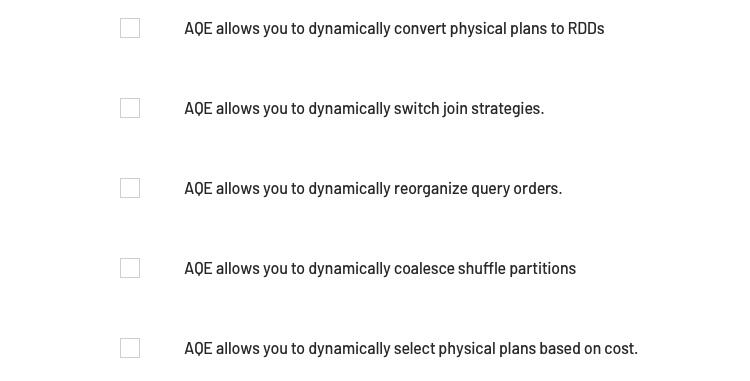 AQE allows you to dynamically convert physical plans to RDDs
AQE allows you to dynamically switch join strategies.
AQE allows you to dynamically reorganize query orders.
AQE allows you to dynamically coalesce shuffle partitions
AQE allows you to dynamically select physical plans based on cost.